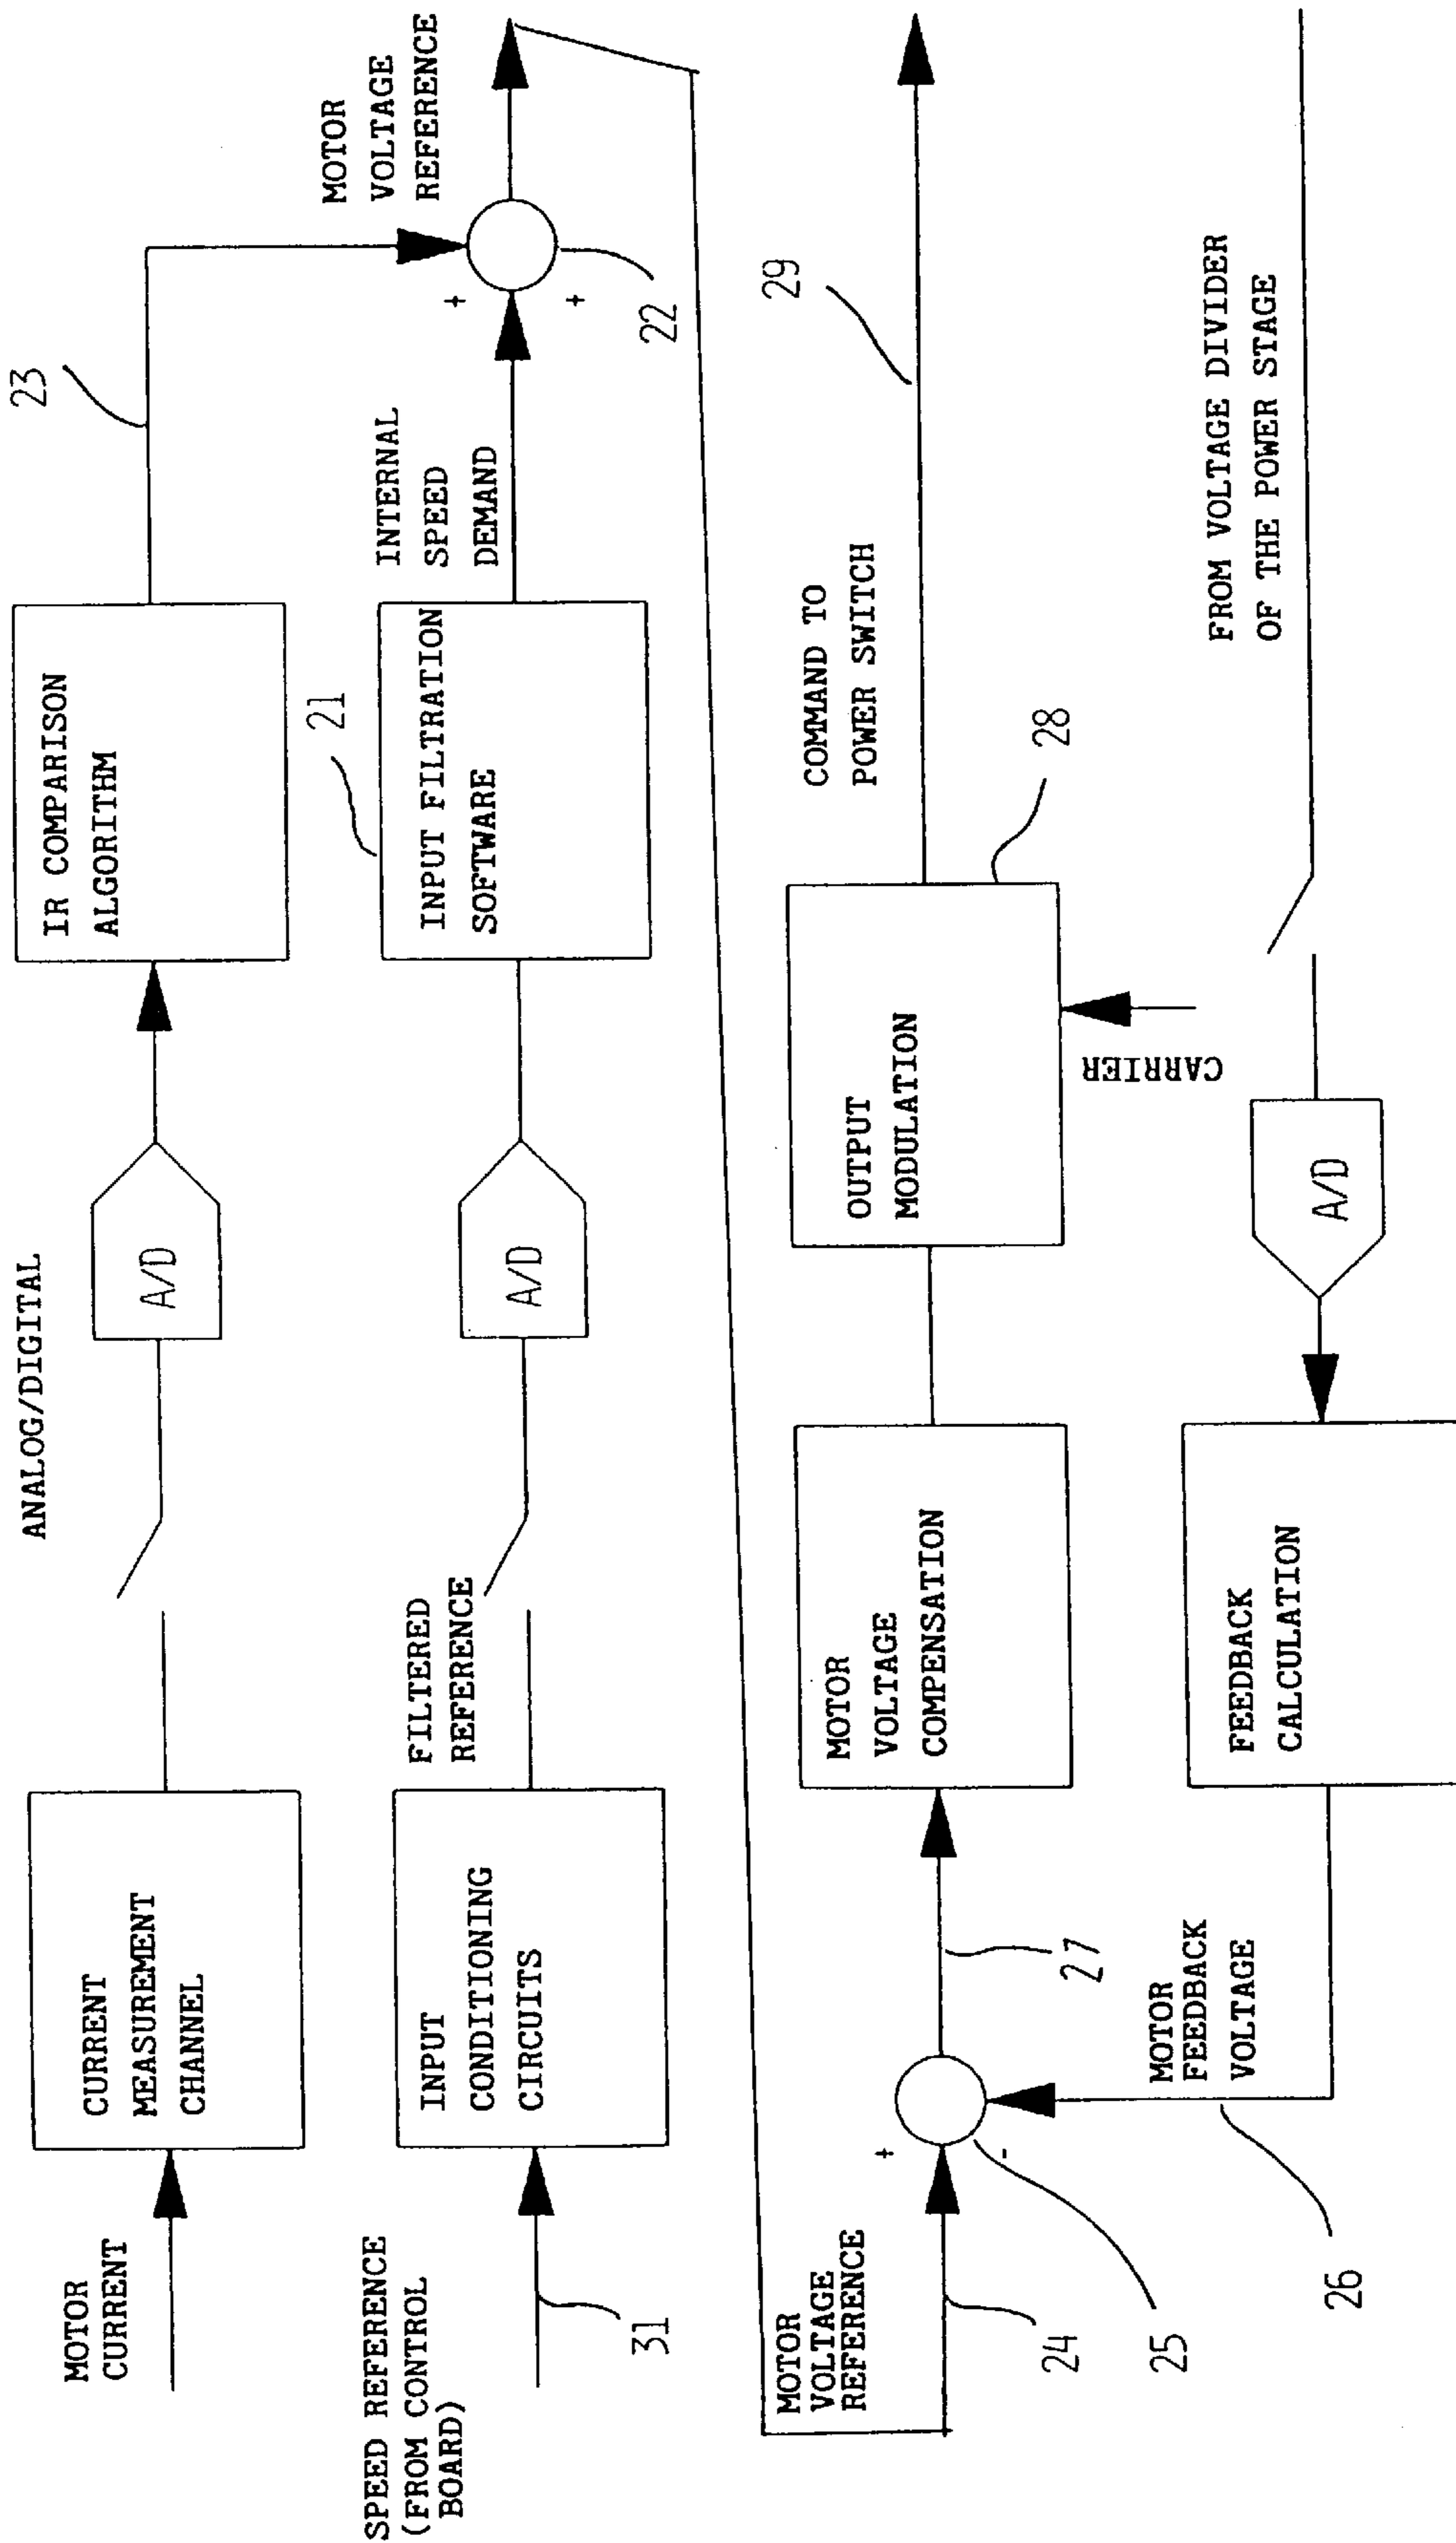 MOTOR
CURRENT
CURRENT
MEASUREMENT
CHANNEL
ANALOG/DIGITAL
A/D
IR COMPARISON
ALGORITHM
23
SPEED REFERENCE
(FROM CONTROL
BOARD)
31
INPUT
CONDITIONING
CIRCUITS
FILTERED
REFERENCE
A/D
21
INPUT FILTRATION
SOFTWARE
INTERNAL
SPEED
DEMAND
+
+
22
MOTOR
VOLTAGE
REFERENCE
MOTOR
VOLTAGE
REFERENCE
24
+
-
25
27
MOTOR
VOLTAGE
COMPENSATION
OUTPUT
MODULATION
28
CARRIER
COMMAND TO
POWER SWITCH
29
26
MOTOR
FEEDBACK
VOLTAGE
FEEDBACK
CALCULATION
A/D
FROM VOLTAGE DIVIDER
OF THE POWER STAGE